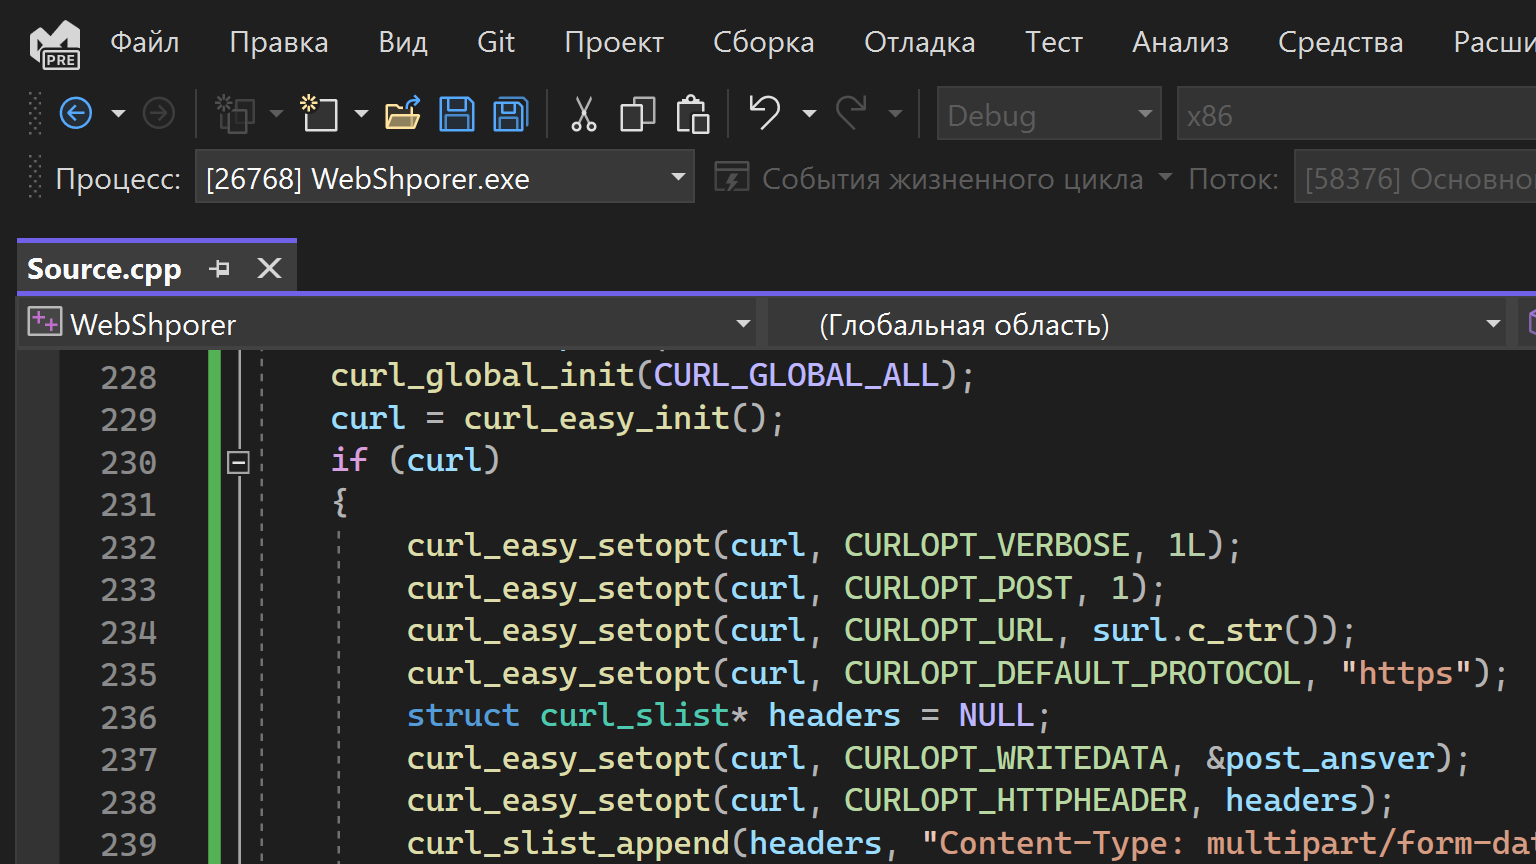 PRE
Файл Правка Вид Git Проект Сборка Отладка Тест Анализ Средства
Debug x86
Процесс: [26768] WebShporer.exe События жизненного цикла Поток: [58376]
Source.cpp
WebShporer (Глобальная область)
228 curl_global_init(CURL_GLOBAL_ALL);
229 curl = curl_easy_init();
230 if (curl)
231 {
232 curl_easy_setopt(curl, CURLOPT_VERBOSE, 1L);
233 curl_easy_setopt(curl, CURLOPT_POST, 1);
234 curl_easy_setopt(curl, CURLOPT_URL, surl.c_str());
235 curl_easy_setopt(curl, CURLOPT_DEFAULT_PROTOCOL, "https");
236 struct curl_slist* headers = NULL;
237 curl_easy_setopt(curl, CURLOPT_WRITEDATA, &post_ansver);
238 curl_easy_setopt(curl, CURLOPT_HTTPHEADER, headers);
239 curl_slist_append(headers, "Content-Type: multipart/form-da